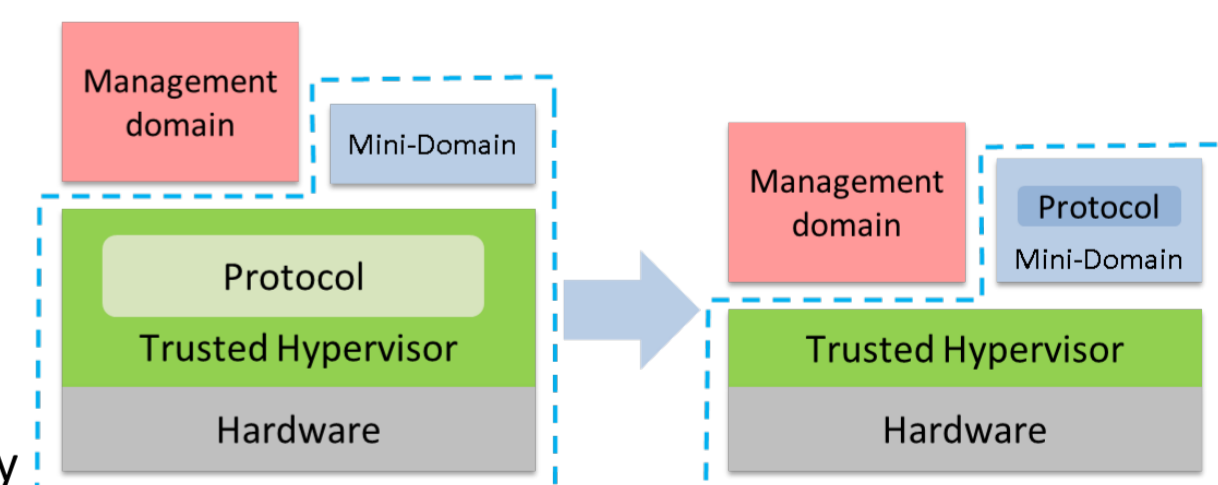 Management
domain
Mini-Domain
Protocol
Trusted Hypervisor
Hardware
y
Management
domain
Protocol
Mini-Domain
Trusted Hypervisor
Hardware